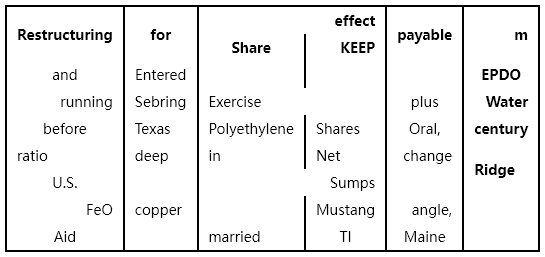 effect
Restructuring for Share KEEP payable m
and Entered EPDO
running Sebring Exercise plus Water
before Texas Polyethylene Shares Oral, century
ratio deep in Net change
Ridge
U.S. Sumps
FeO copper Mustang angle,
Aid married TI Maine